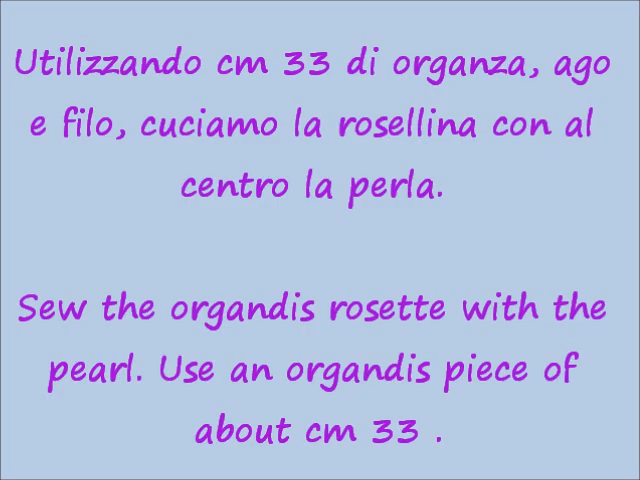 Utilizzando cm 33 di organza, ago
e filo, cuciamo la rosellina con al
centro la perla.
Sew the organdis rosette with the
pearl. Use an organdis piece of
about cm 33 .